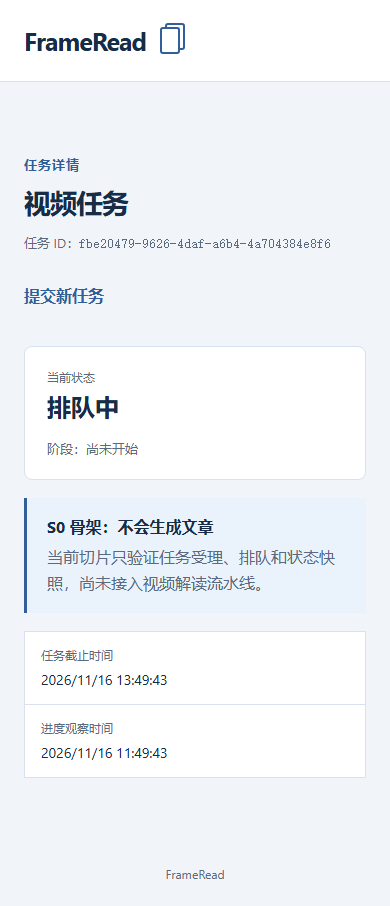 FrameRead
任务详情
视频任务
任务 ID：fbe20479-9626-4daf-a6b4-4a704384e8f6
提交新任务
当前状态
排队中
阶段：尚未开始
S0 骨架：不会生成文章
当前切片只验证任务受理、排队和状态快
照，尚未接入视频解读流水线。
任务截止时间
2026/11/16 13:49:43
进度观察时间
2026/11/16 11:49:43
FrameRead